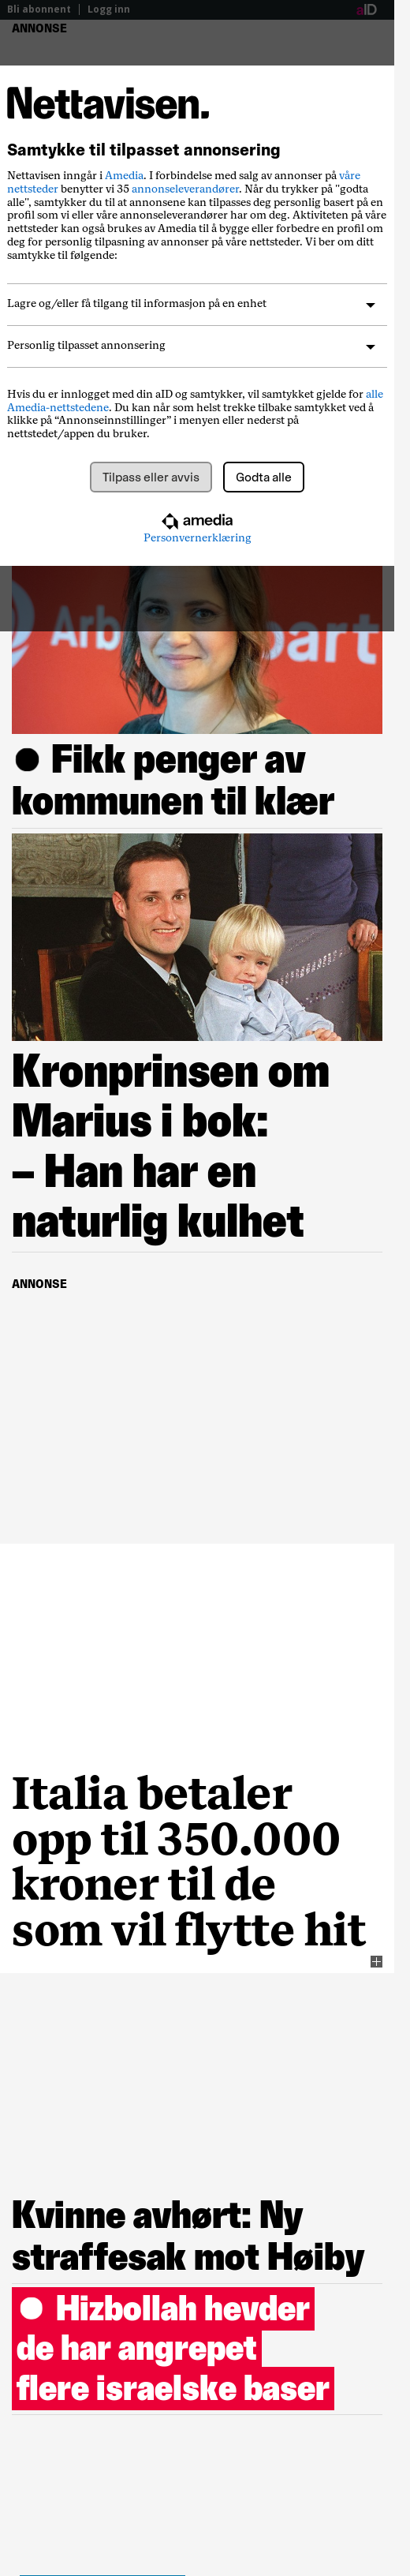 Bli abonnent | Logg inn
aID
ANNONSE
Nettavisen.
Samtykke til tilpasset annonsering
Nettavisen inngår i Amedia. I forbindelse med salg av annonser på våre
nettsteder benytter vi 35 annonseleverandører. Når du trykker på "godta
alle", samtykker du til at annonsene kan tilpasses deg personlig basert på en
profil som vi eller våre annonseleverandører har om deg. Aktiviteten på våre
nettsteder kan også brukes av Amedia til å bygge eller forbedre en profil om
deg for personlig tilpasning av annonser på våre nettsteder. Vi ber om ditt
samtykke til følgende:
Lagre og/eller få tilgang til informasjon på en enhet
Personlig tilpasset annonsering
Hvis du er innlogget med din aID og samtykker, vil samtykket gjelde for alle
Amedia-nettstedene. Du kan når som helst trekke tilbake samtykket ved å
klikke på “Annonseinnstillinger” i menyen eller nederst på
nettstedet/appen du bruker.
Tilpass eller avvis
Godta alle
amedia
Personvernerklæring
Arb part
Fikk penger av
kommunen til klær
Kronprinsen om
Marius i bok:
– Han har en
naturlig kulhet
ANNONSE
Italia betaler
opp til 350.000
kroner til de
som vil flytte hit
Kvinne avhørt: Ny
straffesak mot Høiby
Hizbollah hevder
de har angrepet
flere israelske baser